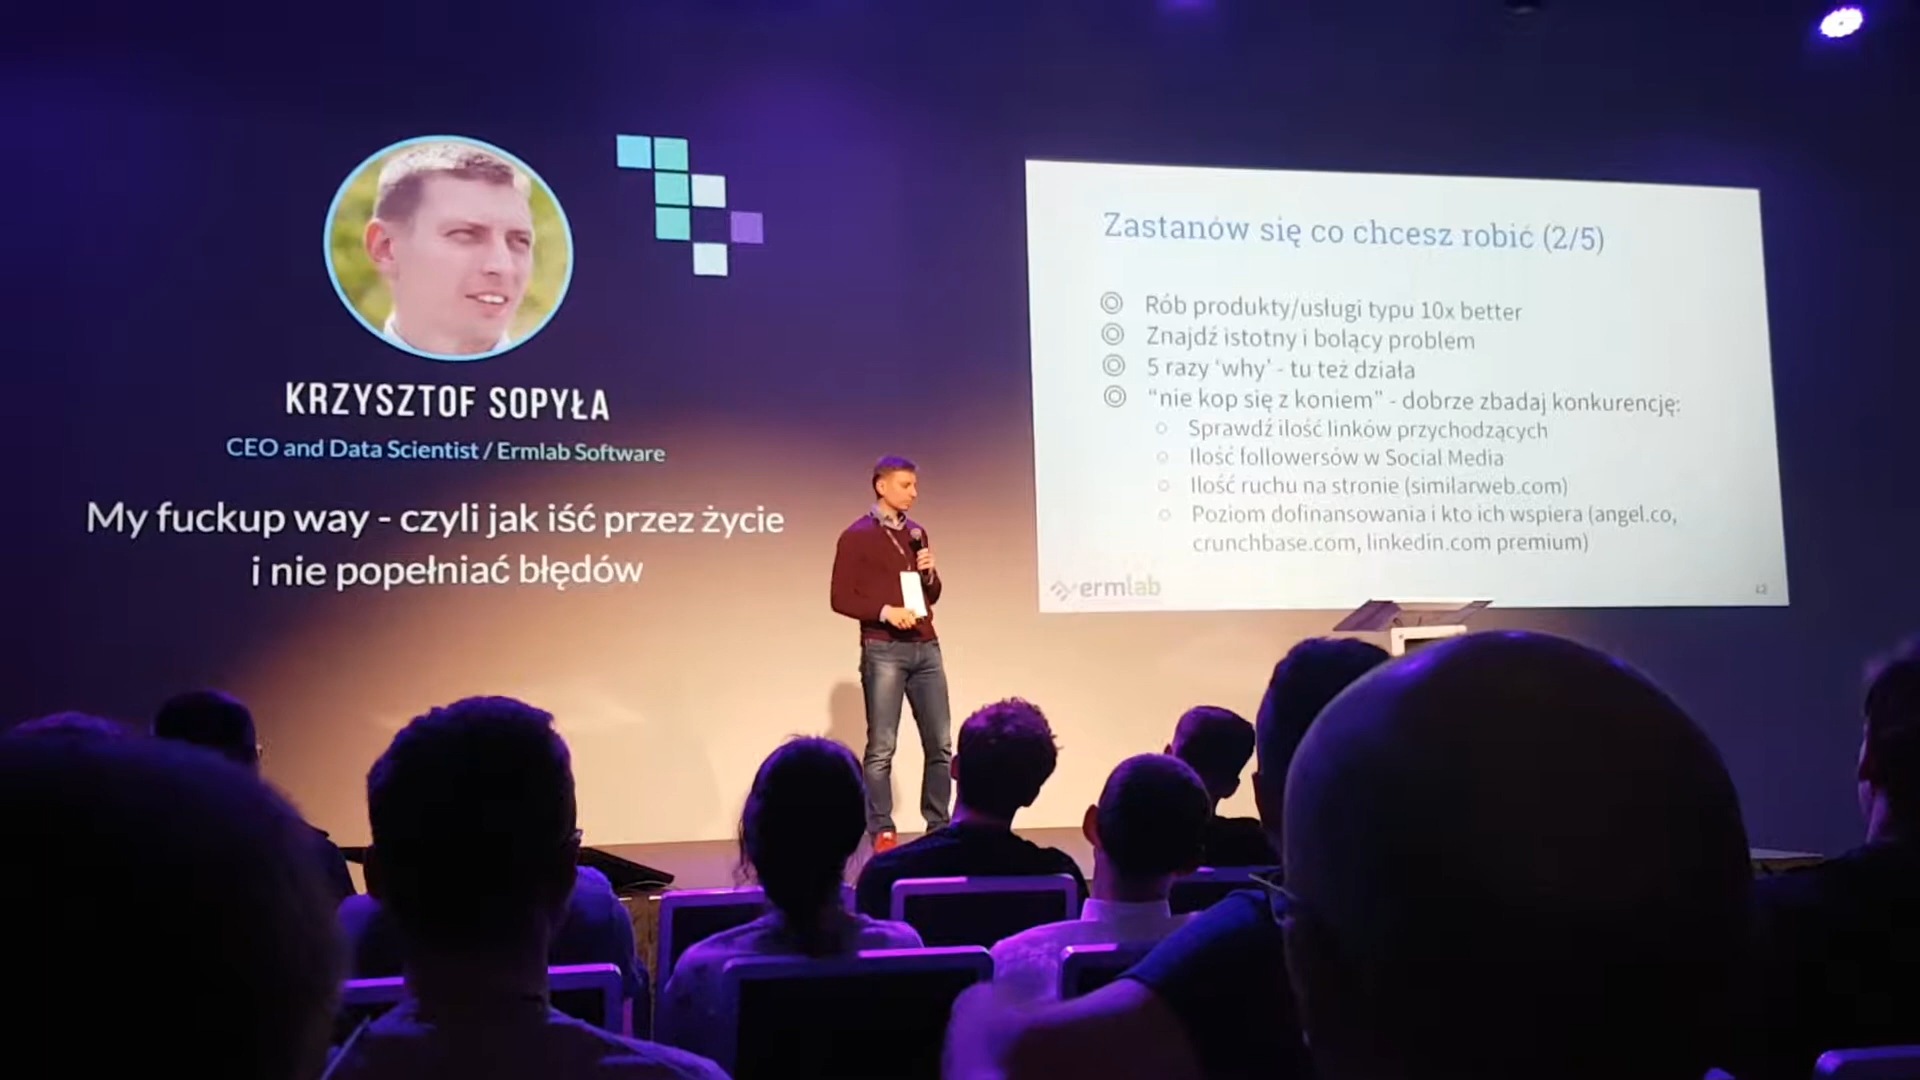 KRZYSZTOF SOPYŁA
CEO and Data Scientist / Ermlab Software
My fuckup way - czyli jak iść przez życie
i nie popełniać błędów
Zastanów się co chcesz robić (2/5)
Rób produkty/usługi typu 10x better
Znajdź istotny i bolący problem
5 razy ‘why’ - tu też działa
“nie kop się z koniem” - dobrze zbadaj konkurencję:
Sprawdź ilość linków przychodzących
Ilość followersów w Social Media
Ilość ruchu na stronie (similarweb.com)
Poziom dofinansowania i kto ich wspiera (angel.co,
crunchbase.com, linkedin.com premium)
ermlab